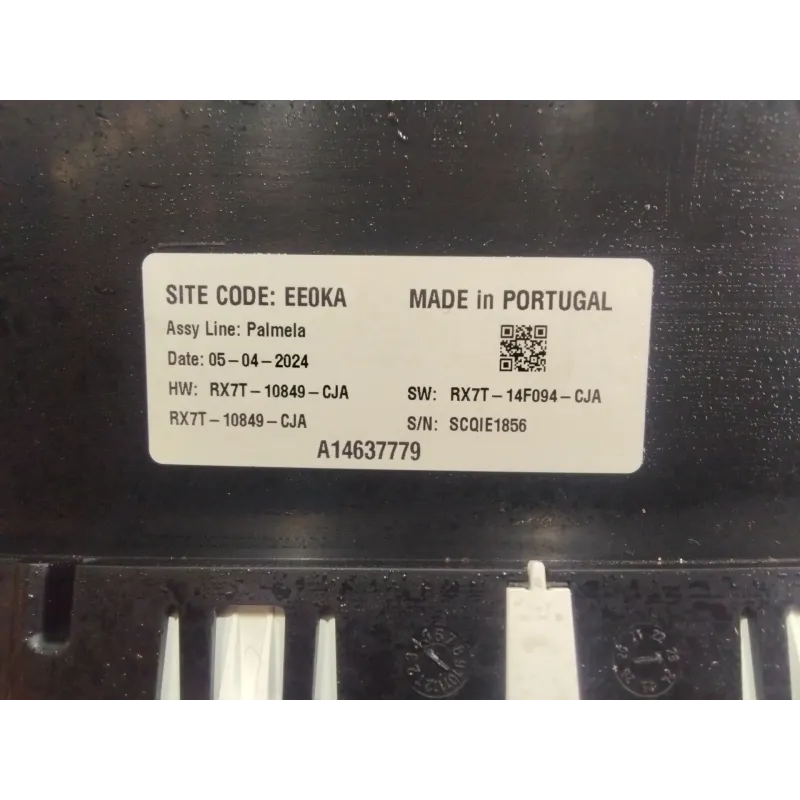 SITE CODE: EE0KA MADE in PORTUGAL
Assy Line: Palmela
Date: 05-04-2024
HW: RX7T-10849-CJA SW: RX7T-14F094-CJA
RX7T-10849-CJA S/N: SCQIE1856
A14637779